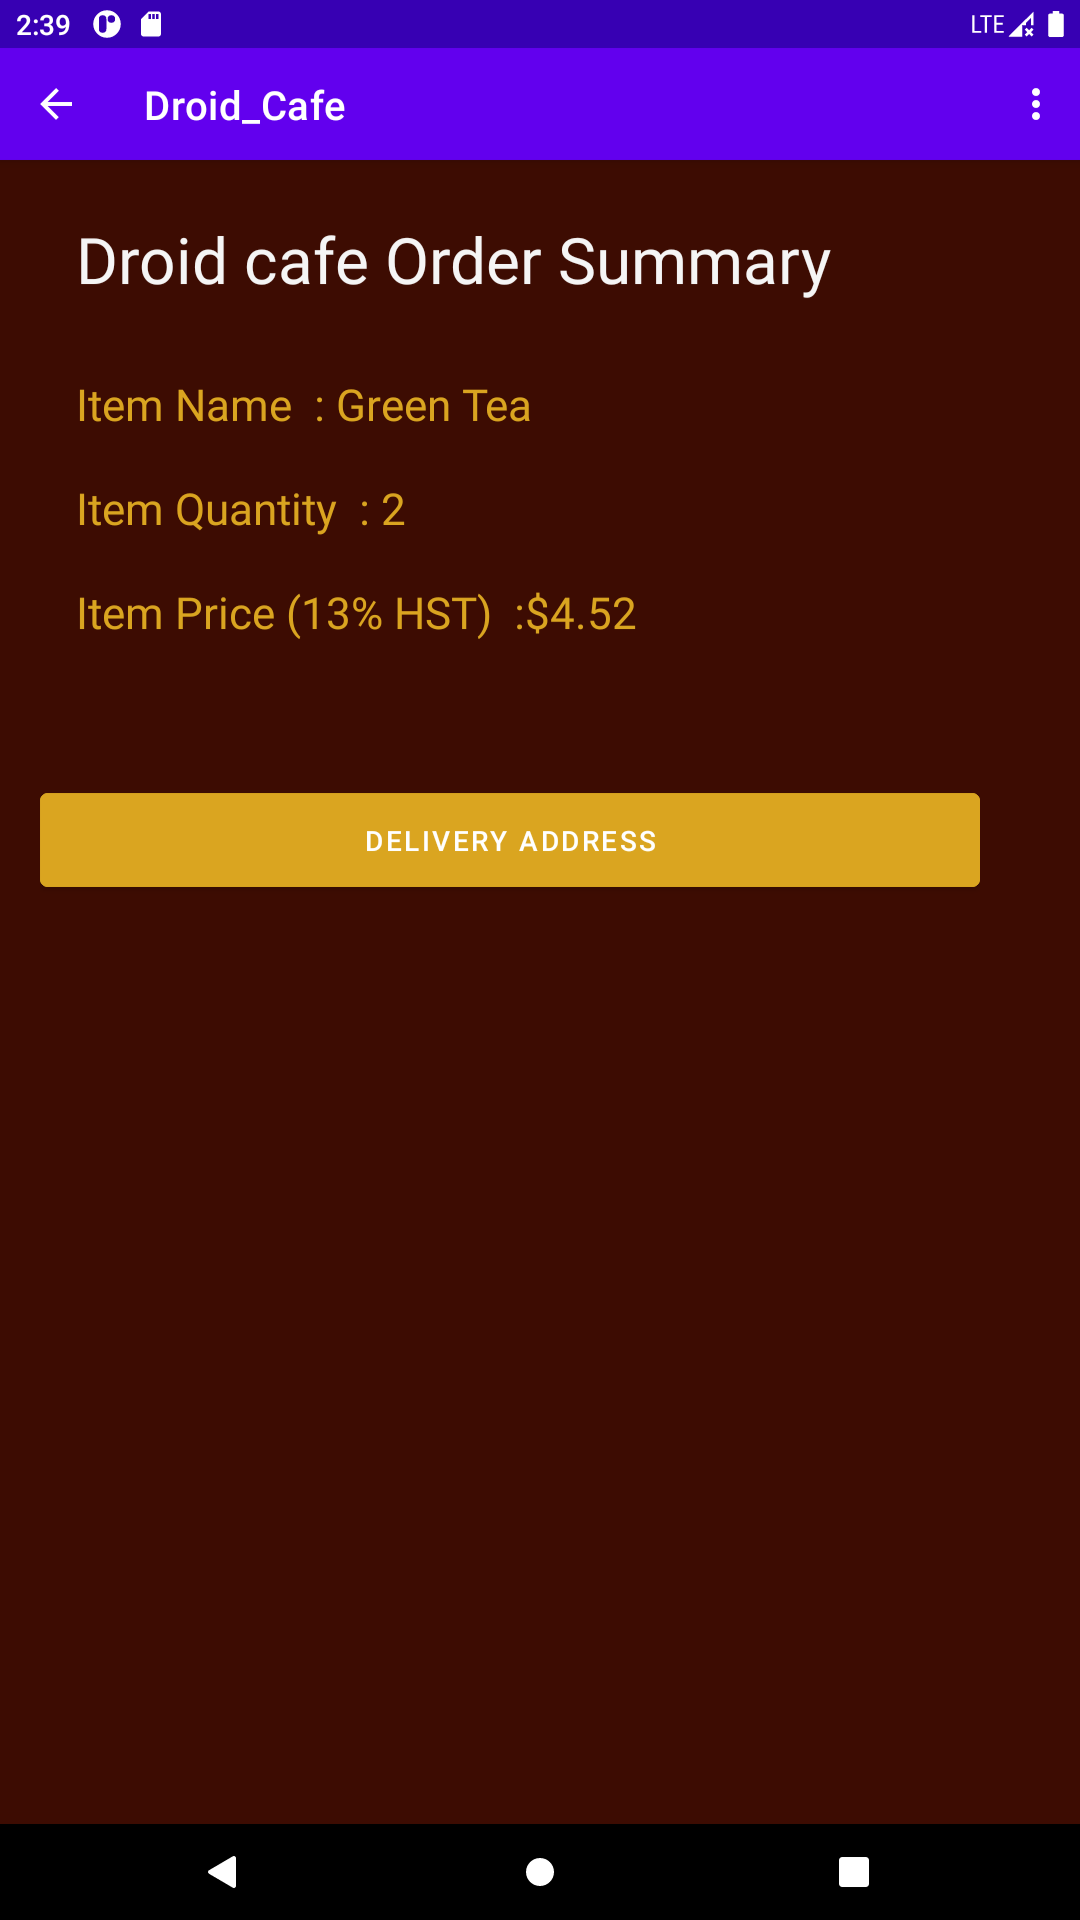 2:39 LTE
Droid_Cafe
Droid cafe Order Summary
Item Name  : Green Tea
Item Quantity  : 2
Item Price (13% HST)  :$4.52
DELIVERY ADDRESS